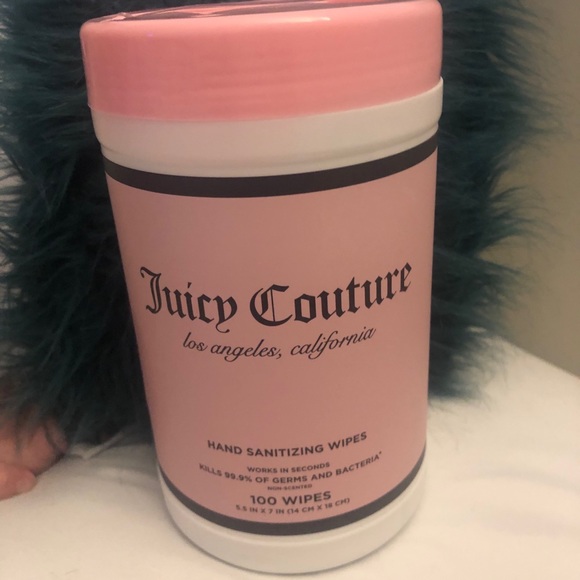 Juicy Couture
los angeles, california
HAND SANITIZING WIPES
WORKS IN SECONDS
KILLS 99.9% OF GERMS AND BACTERIA*
NON-SCENTED
100 WIPES
5.5 IN X 7 IN (14 CM X 18 CM)